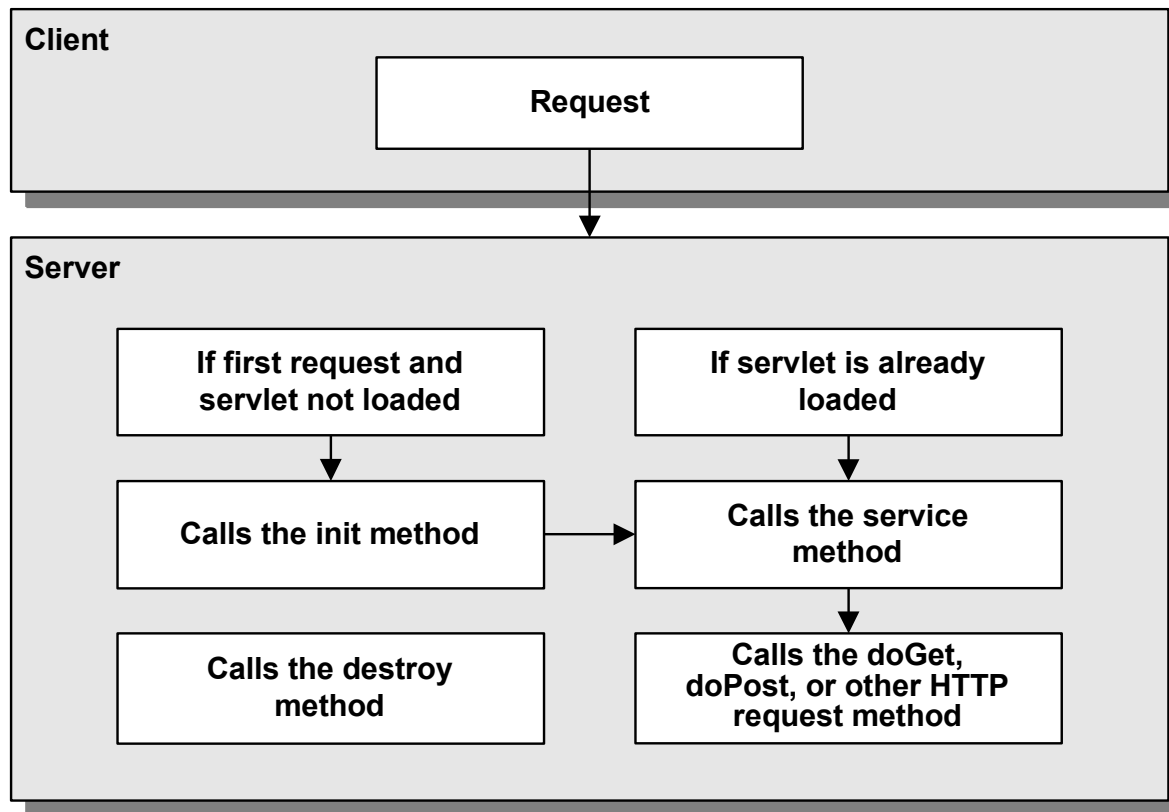 Client
Request
Server
If first request and
servlet not loaded
If servlet is already
loaded
Calls the init method
Calls the service
method
Calls the destroy
method
Calls the doGet,
doPost, or other HTTP
request method